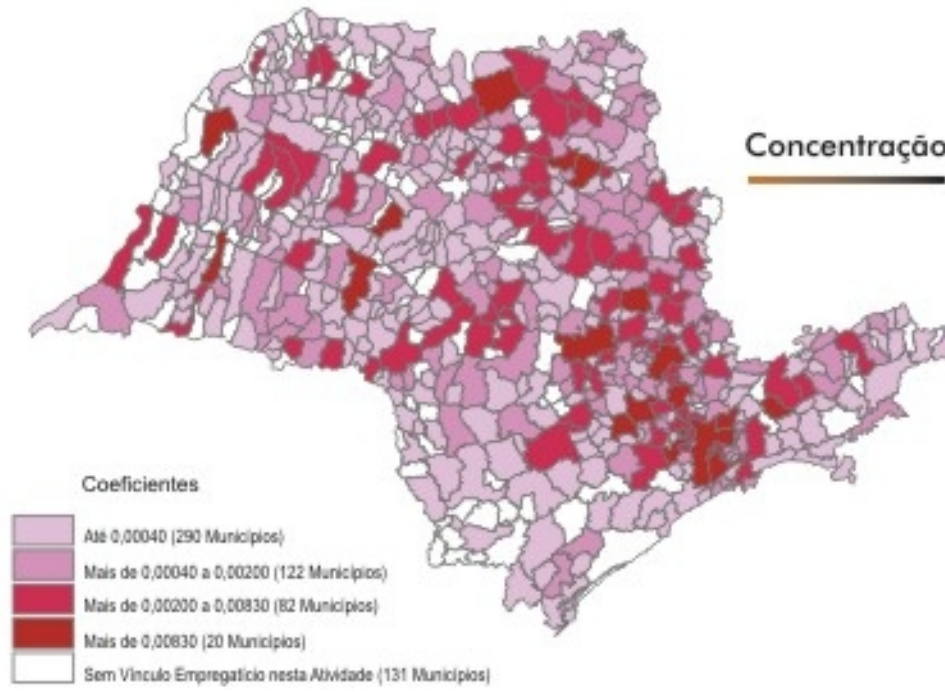 Concentração
Coeficientes
Até 0,00040 (290 Municípios)
Mais de 0,00040 a 0,00200 (122 Municípios)
Mais de 0,00200 a 0,00830 (82 Municípios)
Mais de 0,00830 (20 Municípios)
Sem Vínculo Empregatício nesta Atividade (131 Municípios)